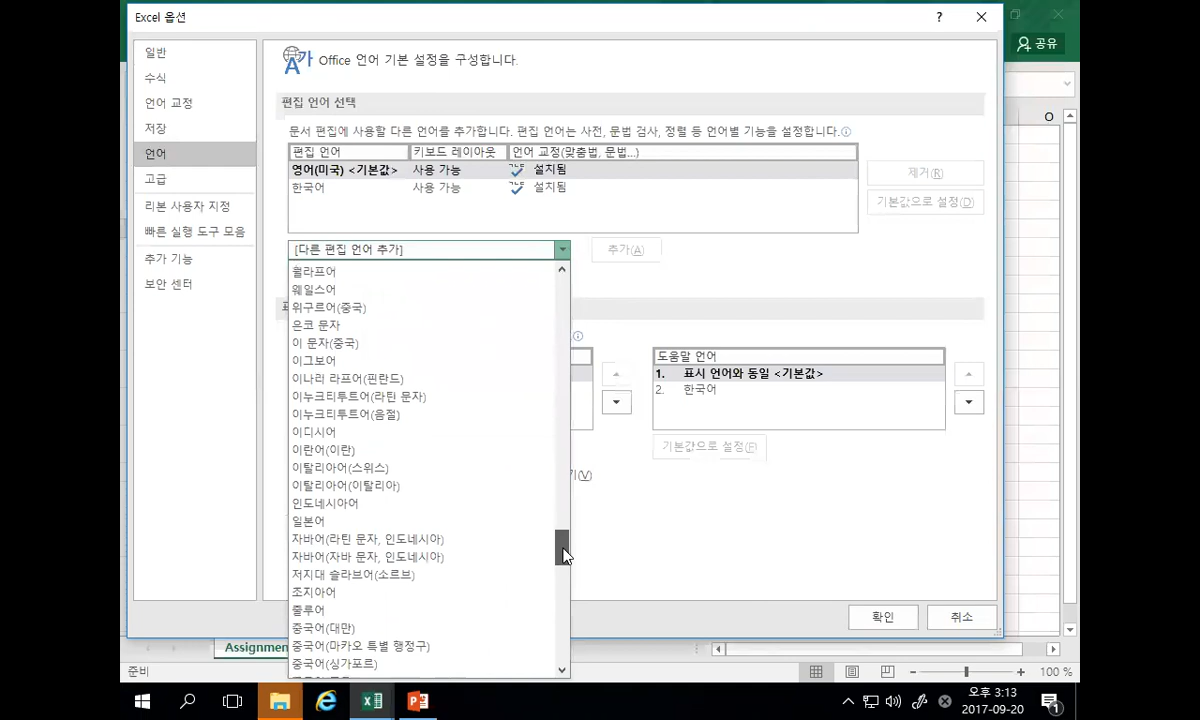 Excel 옵션
?
공유
일반
수식
언어 교정
저장
언어
고급
리본 사용자 지정
빠른 실행 도구 모음
추가 기능
보안 센터
Office 언어 기본 설정을 구성합니다.
편집 언어 선택
문서 편집에 사용할 다른 언어를 추가합니다. 편집 언어는 사전, 문법 검사, 정렬 등 언어별 기능을 설정합니다.
편집 언어 키보드 레이아웃 언어 교정(맞춤법, 문법...)
영어(미국) <기본값> 사용 가능 설치됨
한국어 사용 가능 설치됨
제거(R)
기본값으로 설정(D)
[다른 편집 언어 추가]
추가(A)
월라프어
웨일스어
위구르어(중국)
은코 문자
이 문자(중국)
이그보어
이나리 라프어(핀란드)
이누크티투트어(라틴 문자)
이누크티투트어(음절)
이디시어
이란어(이란)
이탈리아어(스위스)
이탈리아어(이탈리아)
인도네시아어
일본어
자바어(라틴 문자, 인도네시아)
자바어(자바 문자, 인도네시아)
저지대 슬라브어(소르브)
조지아어
줄루어
중국어(대만)
중국어(마카오 특별 행정구)
중국어(싱가포르)
도움말 언어
1. 표시 언어와 동일 <기본값>
2. 한국어
기본값으로 설정(F)
기(V)
확인
취소
O
Assignmen
준비
100 %
오후 3:13
2017-09-20
1